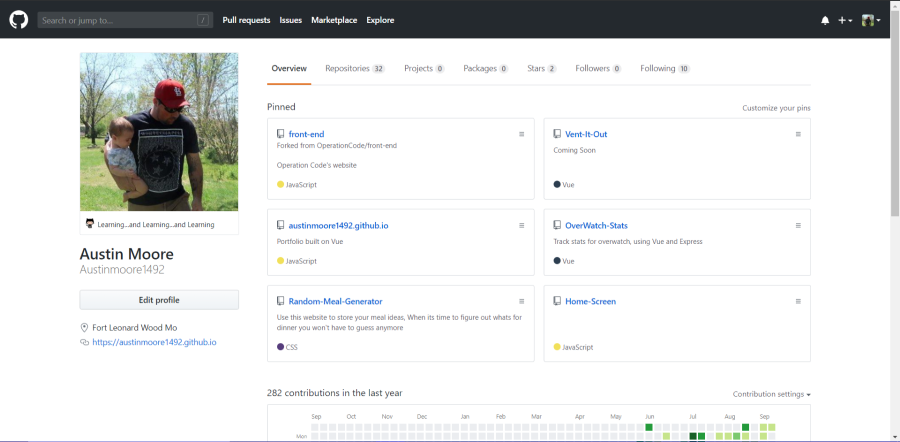 Search or jump to... /
Pull requests Issues Marketplace Explore
Overview Repositories 32 Projects 0 Packages 0 Stars 2 Followers 0 Following 10
Pinned
Customize your pins
front-end
Forked from OperationCode/front-end
Operation Code's website
JavaScript
Vent-It-Out
Coming Soon
Vue
austinmoore1492.github.io
Portfolio built on Vue
JavaScript
OverWatch-Stats
Track stats for overwatch, using Vue and Express
Vue
Random-Meal-Generator
Use this website to store your meal ideas, When its time to figure out whats for
dinner you won't have to guess anymore
CSS
Home-Screen
JavaScript
Learning...and Learning...and Learning
Austin Moore
Austinmoore1492
Edit profile
Fort Leonard Wood Mo
https://austinmoore1492.github.io
282 contributions in the last year
Contribution settings
Sep Oct Nov Dec Jan Feb Mar Apr May Jun Jul Aug Sep
Mon